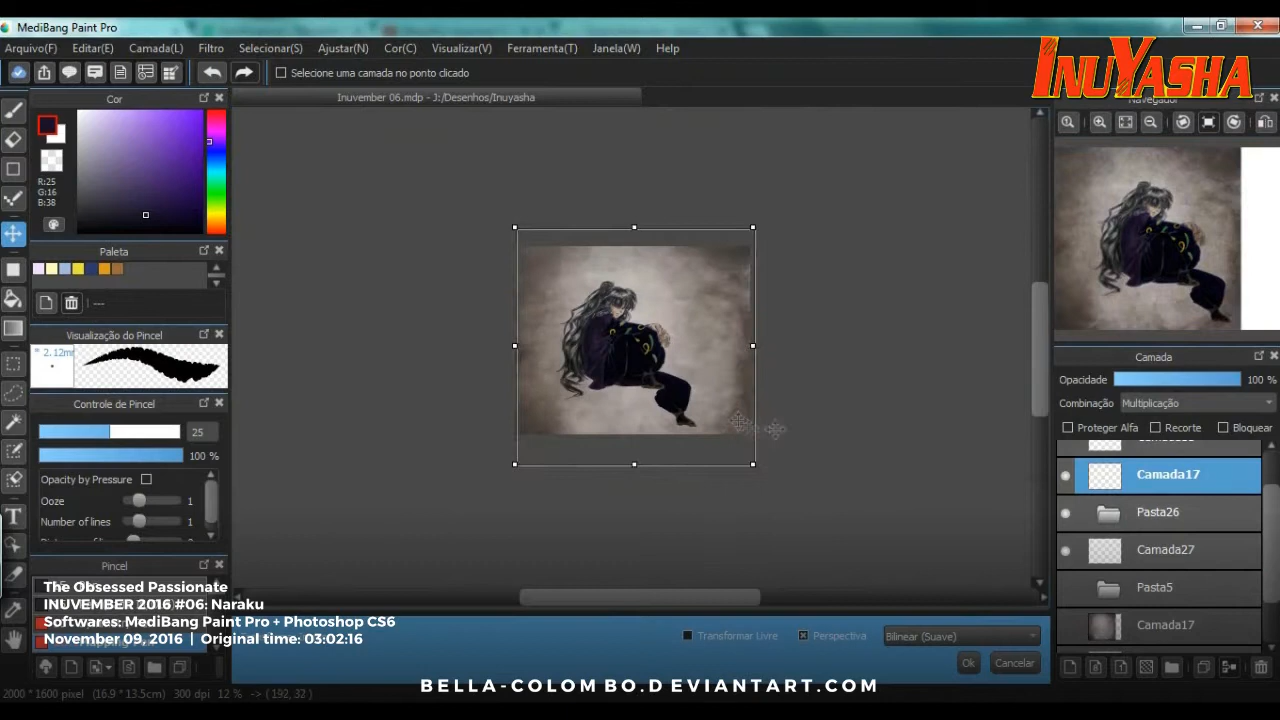 MediBang Paint Pro
Arquivo(F) Editar(E) Camada(L) Filtro Selecionar(S) Ajustar(N) Cor(C) Visualizar(V) Ferramenta(T) Janela(W) Help
INUYASHA
Selecione uma camada no ponto clicado
Cor
Inuvember 06.mdp - J:/Desenhos/Inuyasha
Navegador
R:25
G:16
B:38
Paleta
---
Visualização do Pincel
2.12mm
Controle de Pincel
25
100 %
Opacity by Pressure
Ooze 1
Number of lines 1
Pincel
Camada
Opacidade 100 %
Combinação Multiplicação
Proteger Alfa Recorte Bloquear
Camada17
Pasta26
Camada27
Pasta5
Camada17
The Obsessed Passionate
INUVEMBER 2016 #06: Naraku
Softwares: MediBang Paint Pro + Photoshop CS6
November 09, 2016 | Original time: 03:02:16
Transformar Livre Perspectiva Bilinear (Suave)
Ok Cancelar
BELLA-COLOMBO.DEVIANTART.COM
2000 * 1600 pixel (16.9 * 13.5cm) 300 dpi 12 % -> ( 192, 32 )